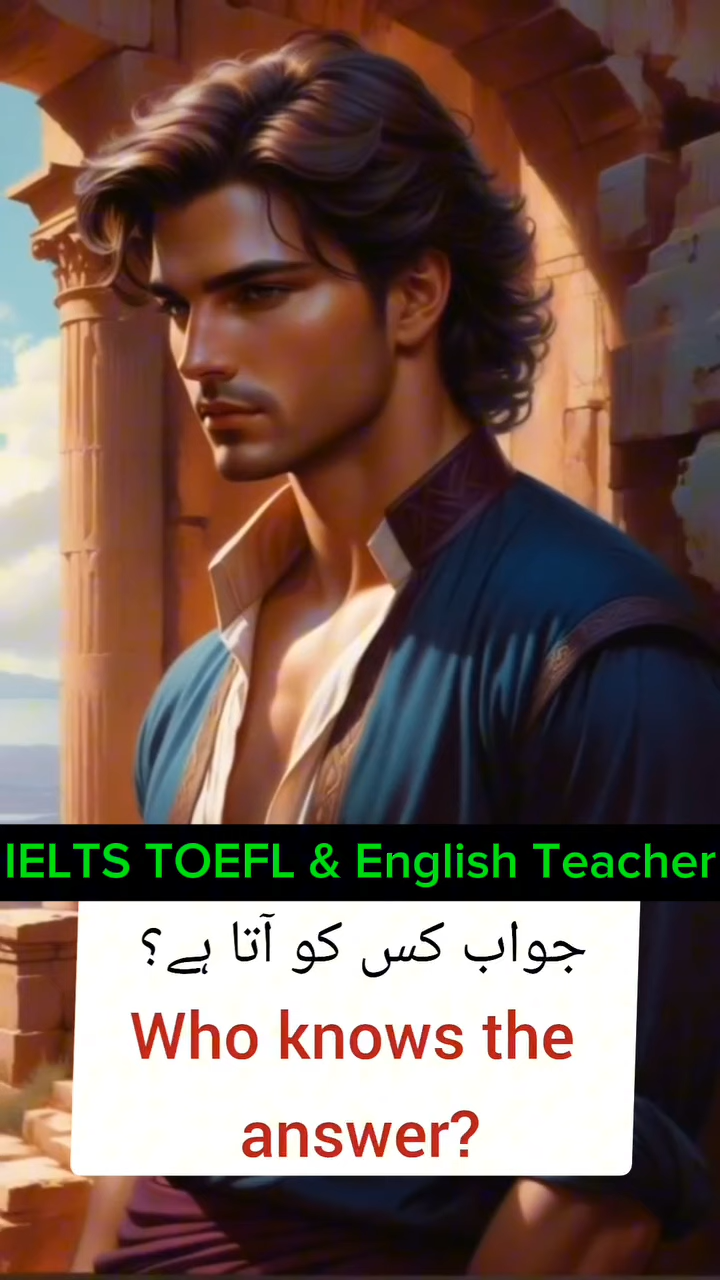 IELTS TOEFL & English Teacher
جواب کس کو آتا ہے؟
Who knows the
answer?